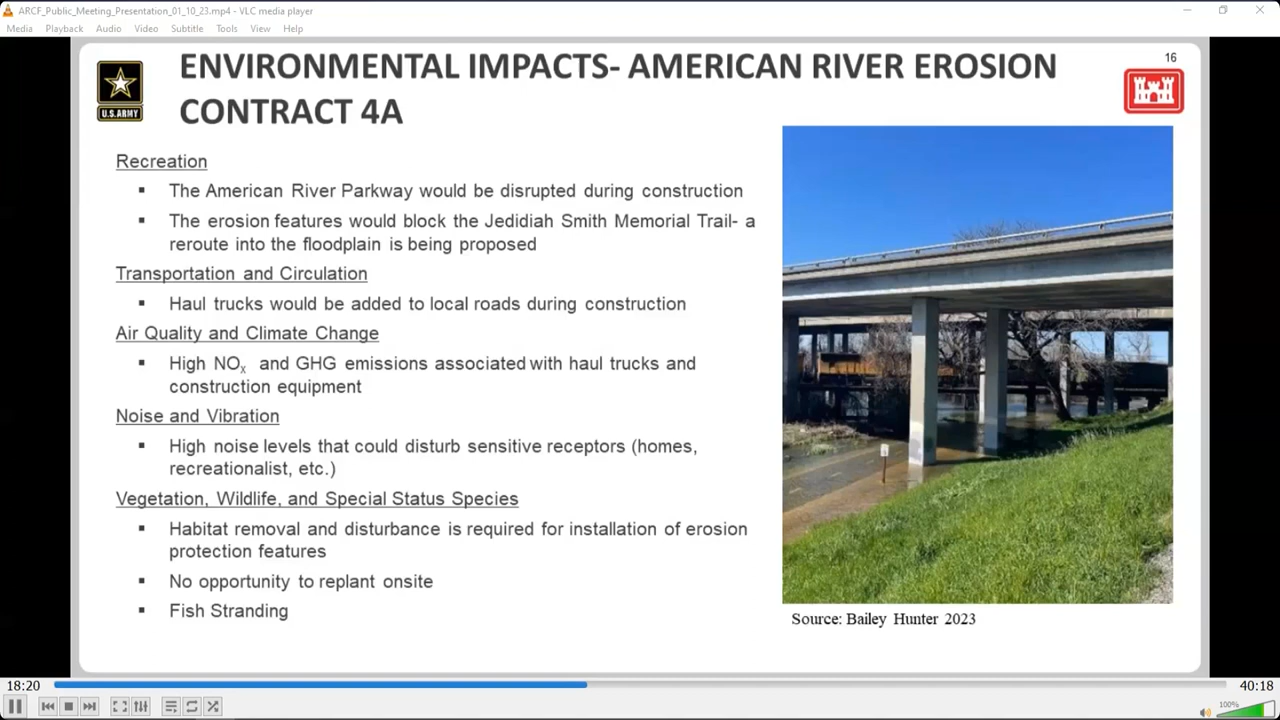 ARCF_Public_Meeting_Presentation_01_10_23.mp4 - VLC media player
Media Playback Audio Video Subtitle Tools View Help
16
ENVIRONMENTAL IMPACTS- AMERICAN RIVER EROSION
CONTRACT 4A
U.S.ARMY
Recreation
▪ The American River Parkway would be disrupted during construction
▪ The erosion features would block the Jedidiah Smith Memorial Trail- a
reroute into the floodplain is being proposed
Transportation and Circulation
▪ Haul trucks would be added to local roads during construction
Air Quality and Climate Change
▪ High NOx and GHG emissions associated with haul trucks and
construction equipment
Noise and Vibration
▪ High noise levels that could disturb sensitive receptors (homes,
recreationalist, etc.)
Vegetation, Wildlife, and Special Status Species
▪ Habitat removal and disturbance is required for installation of erosion
protection features
▪ No opportunity to replant onsite
▪ Fish Stranding
Source: Bailey Hunter 2023
18:20
40:18
100%